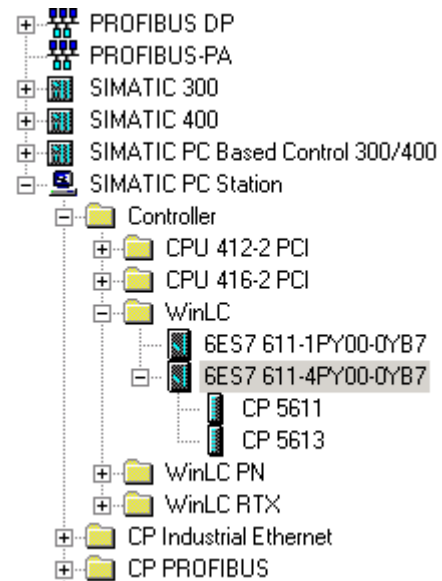 PROFIBUS DP
PROFIBUS-PA
SIMATIC 300
SIMATIC 400
SIMATIC PC Based Control 300/400
SIMATIC PC Station
Controller
CPU 412-2 PCI
CPU 416-2 PCI
WinLC
6ES7 611-1PY00-0YB7
6ES7 611-4PY00-0YB7
CP 5611
CP 5613
WinLC PN
WinLC RTX
CP Industrial Ethernet
CP PROFIBUS